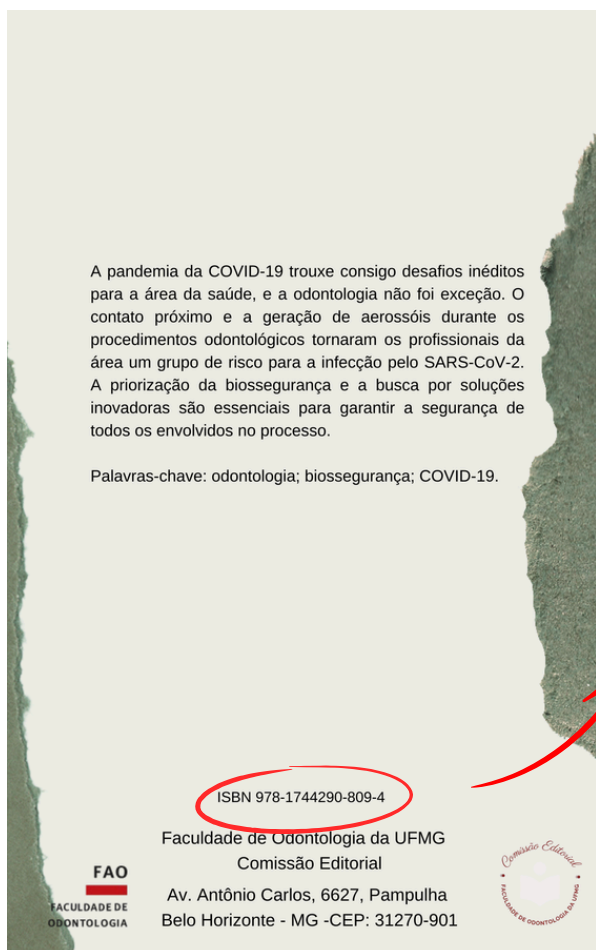 A pandemia da COVID-19 trouxe consigo desafios inéditos
para a área da saúde, e a odontologia não foi exceção. O
contato próximo e a geração de aerossóis durante os
procedimentos odontológicos tornaram os profissionais da
área um grupo de risco para a infecção pelo SARS-CoV-2.
A priorização da biossegurança e a busca por soluções
inovadoras são essenciais para garantir a segurança de
todos os envolvidos no processo.
Palavras-chave: odontologia; biossegurança; COVID-19.
ISBN 978-1744290-809-4
Faculdade de Odontologia da UFMG
Comissão Editorial
Av. Antônio Carlos, 6627, Pampulha
Belo Horizonte - MG -CEP: 31270-901
FAO
FACULDADE DE
ODONTOLOGIA
Comissão Editorial
FACULDADE DE ODONTOLOGIA DA UFMG